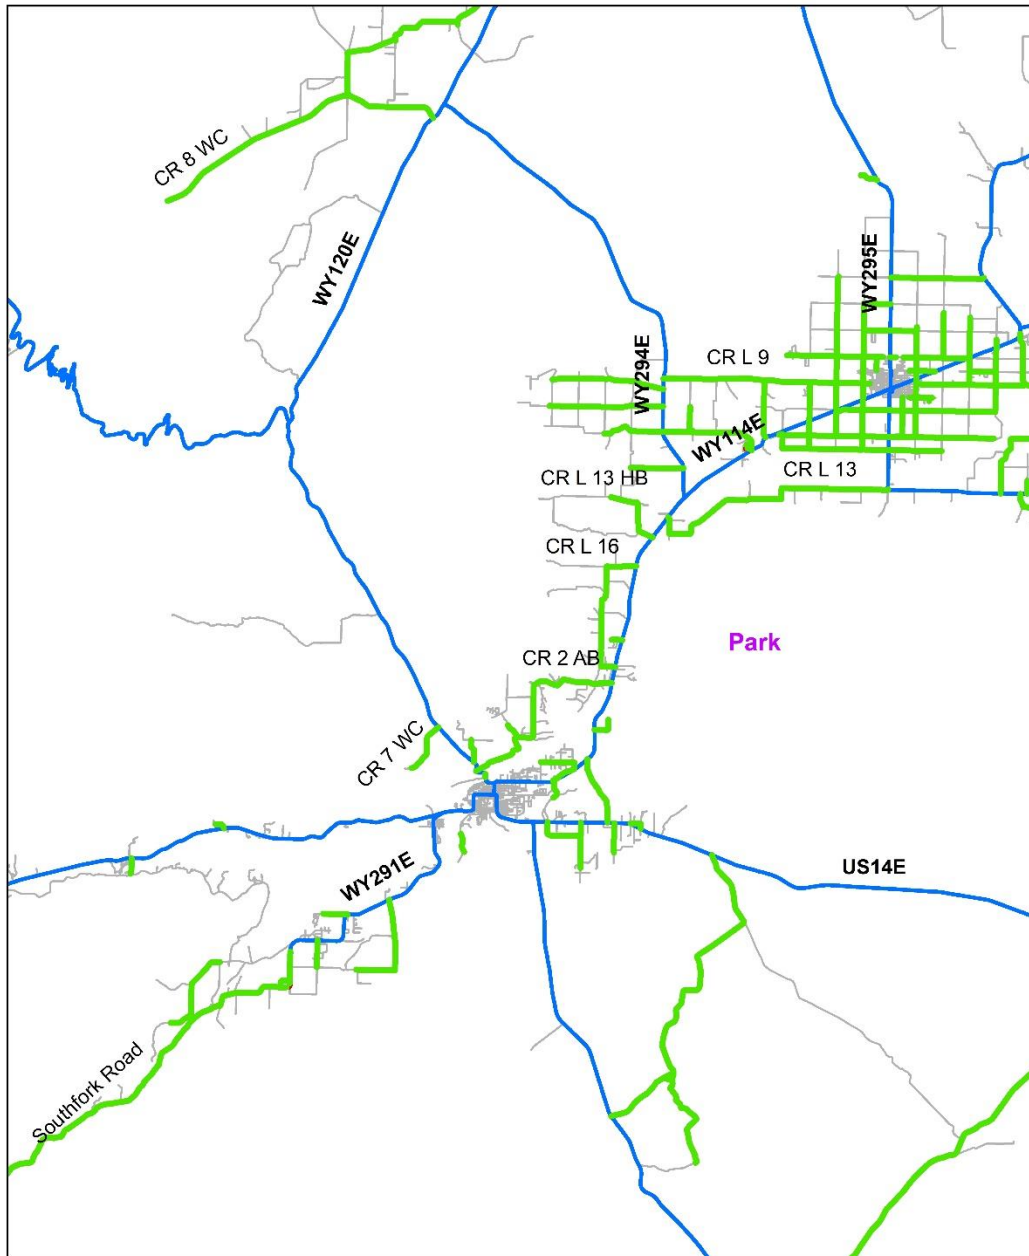 CR 8 WC
WY120E
WY295E
WY294E
CR L 9
WY114E
CR L 13
CR L 13 HB
CR L 16
Park
CR 2 AB
CR 7 WC
WY291E
US14E
Southfork Road